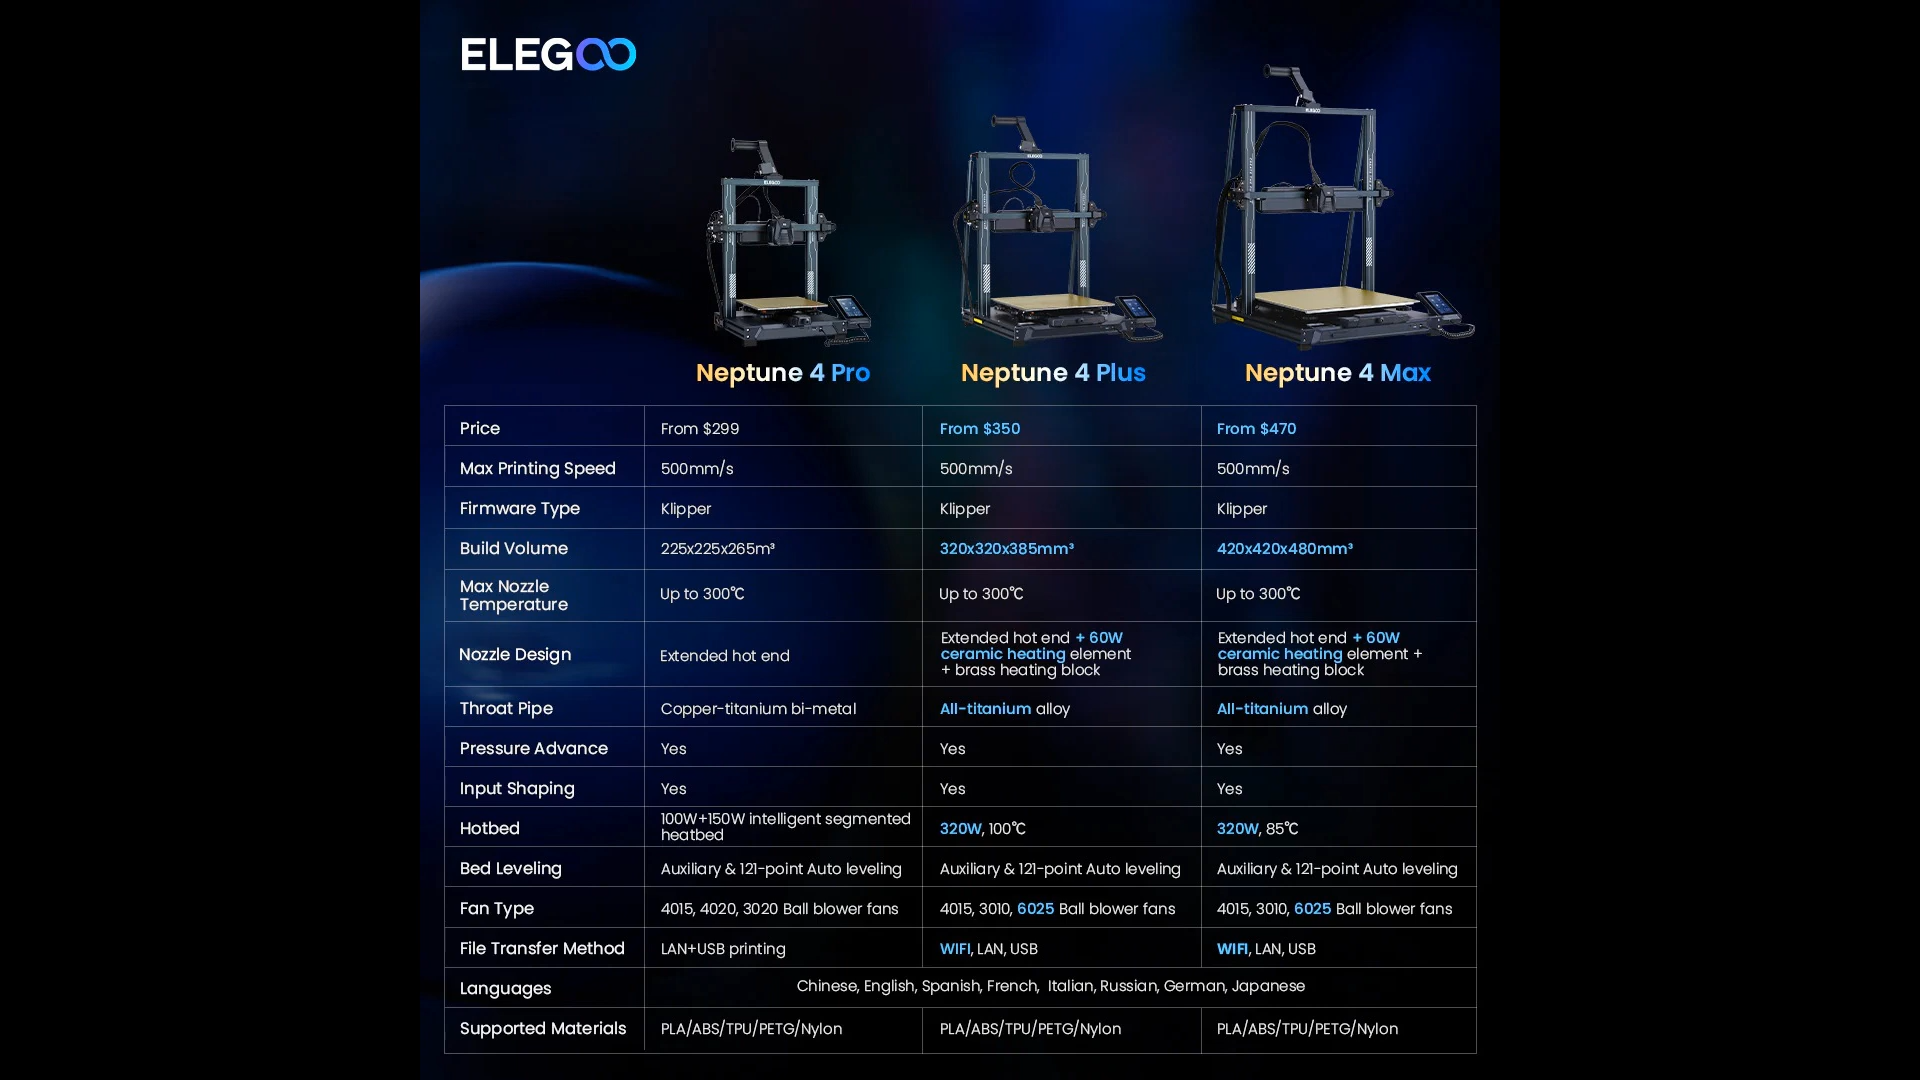 ELEGOO
Neptune 4 Pro
Neptune 4 Plus
Neptune 4 Max
Price
From $299
From $350
From $470
Max Printing Speed
500mm/s
500mm/s
500mm/s
Firmware Type
Klipper
Klipper
Klipper
Build Volume
225x225x265m³
320x320x385mm³
420x420x480mm³
Max Nozzle
Temperature
Up to 300℃
Up to 300℃
Up to 300℃
Nozzle Design
Extended hot end
Extended hot end + 60W
ceramic heating element
+ brass heating block
Extended hot end + 60W
ceramic heating element +
brass heating block
Throat Pipe
Copper-titanium bi-metal
All-titanium alloy
All-titanium alloy
Pressure Advance
Yes
Yes
Yes
Input Shaping
Yes
Yes
Yes
Hotbed
100W+150W intelligent segmented
heatbed
320W, 100℃
320W, 85℃
Bed Leveling
Auxiliary & 121-point Auto leveling
Auxiliary & 121-point Auto leveling
Auxiliary & 121-point Auto leveling
Fan Type
4015, 4020, 3020 Ball blower fans
4015, 3010, 6025 Ball blower fans
4015, 3010, 6025 Ball blower fans
File Transfer Method
LAN+USB printing
WIFI, LAN, USB
WIFI, LAN, USB
Languages
Chinese, English, Spanish, French, Italian, Russian, German, Japanese
Supported Materials
PLA/ABS/TPU/PETG/Nylon
PLA/ABS/TPU/PETG/Nylon
PLA/ABS/TPU/PETG/Nylon